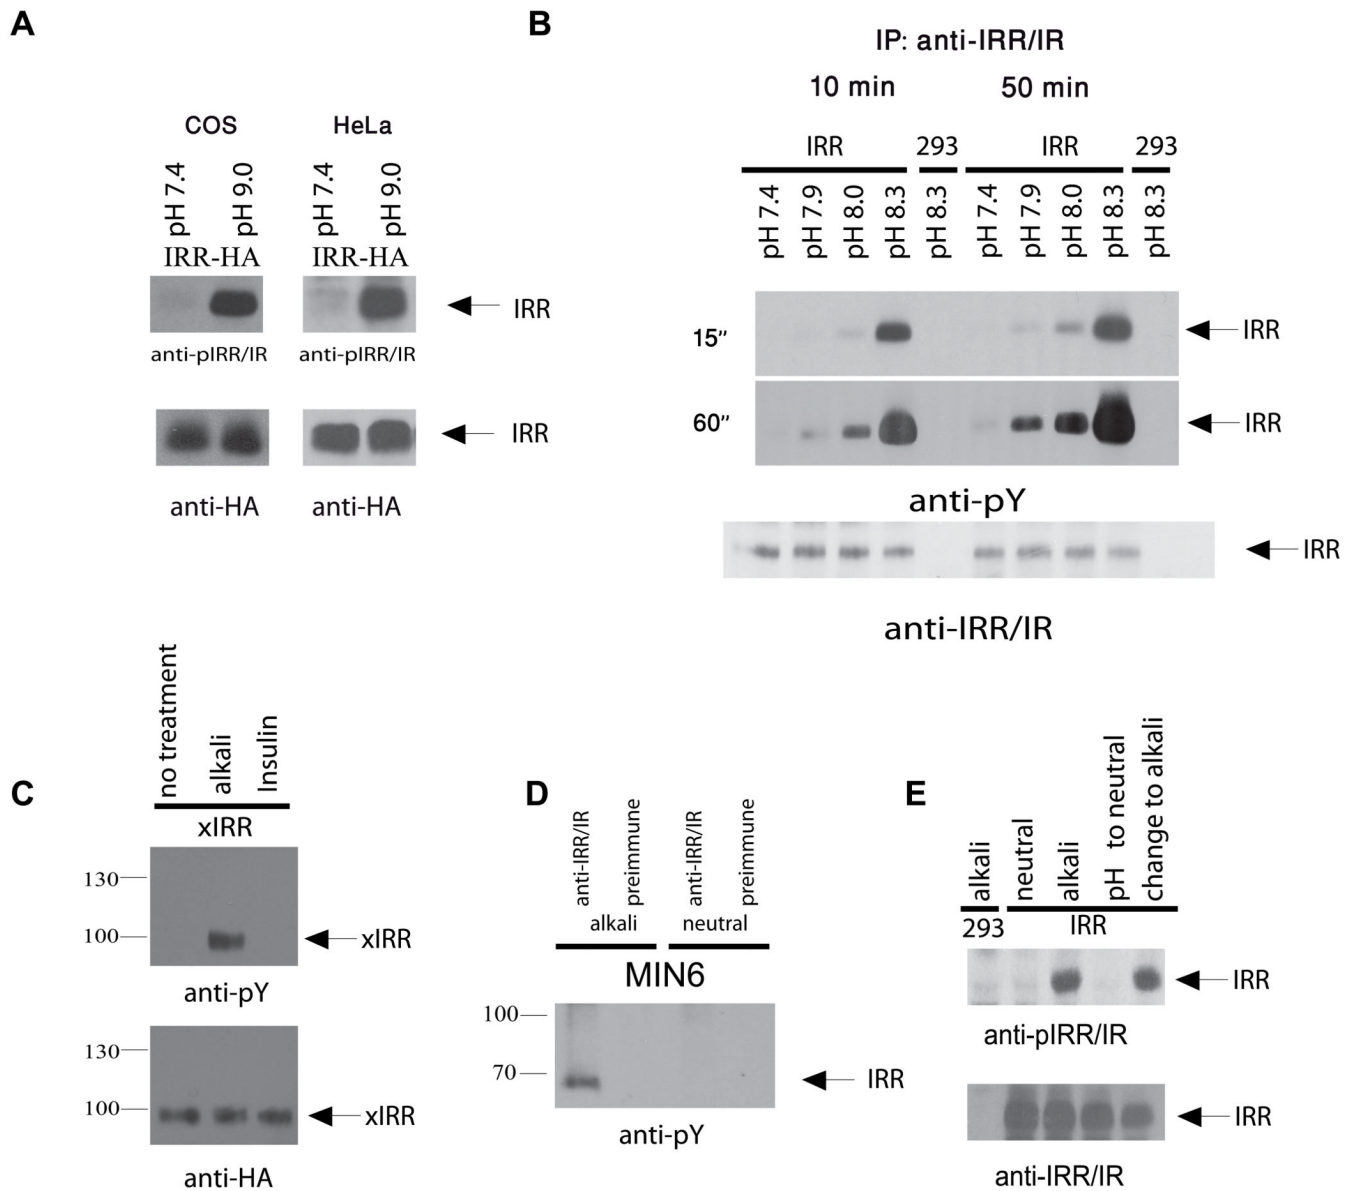 A
COS
HeLa
pH 7.4
pH 9.0
pH 7.4
pH 9.0
IRR-HA
IRR-HA
IRR
anti-pIRR/IR
anti-pIRR/IR
IRR
anti-HA
anti-HA
B
IP: anti-IRR/IR
10 min
50 min
IRR
293
IRR
293
pH 7.4
pH 7.9
pH 8.0
pH 8.3
pH 8.3
pH 7.4
pH 7.9
pH 8.0
pH 8.3
pH 8.3
15”
IRR
60”
IRR
anti-pY
IRR
anti-IRR/IR
C
no treatment
alkali
Insulin
xIRR
130
100
xIRR
anti-pY
130
100
xIRR
anti-HA
D
anti-IRR/IR
preimmune
anti-IRR/IR
preimmune
alkali
neutral
MIN6
100
70
IRR
anti-pY
E
alkali
neutral
alkali
pH to neutral
change to alkali
293
IRR
IRR
anti-pIRR/IR
IRR
anti-IRR/IR